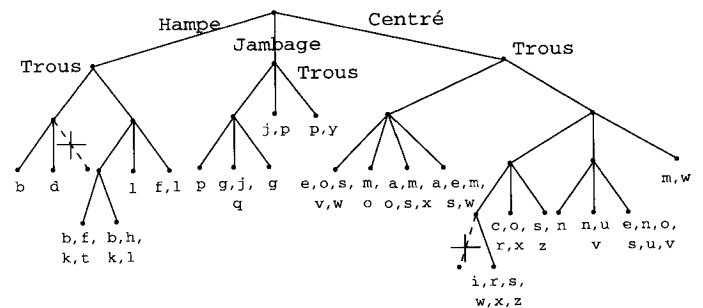 Hampe
Centré
Jambage
Trous
Trous
Trous
j,p
p,y
b
d
l
f,l
p
g,j,
q
g
e,o,s,
v,w
m,
o
a,m,
o,s,x
a,e,m,
s,w
m,w
b,f,
k,t
b,h,
k,l
c,o,
r,x
s,
z
n
n,u
v
e,n,o,
s,u,v
i,r,s,
w,x,z